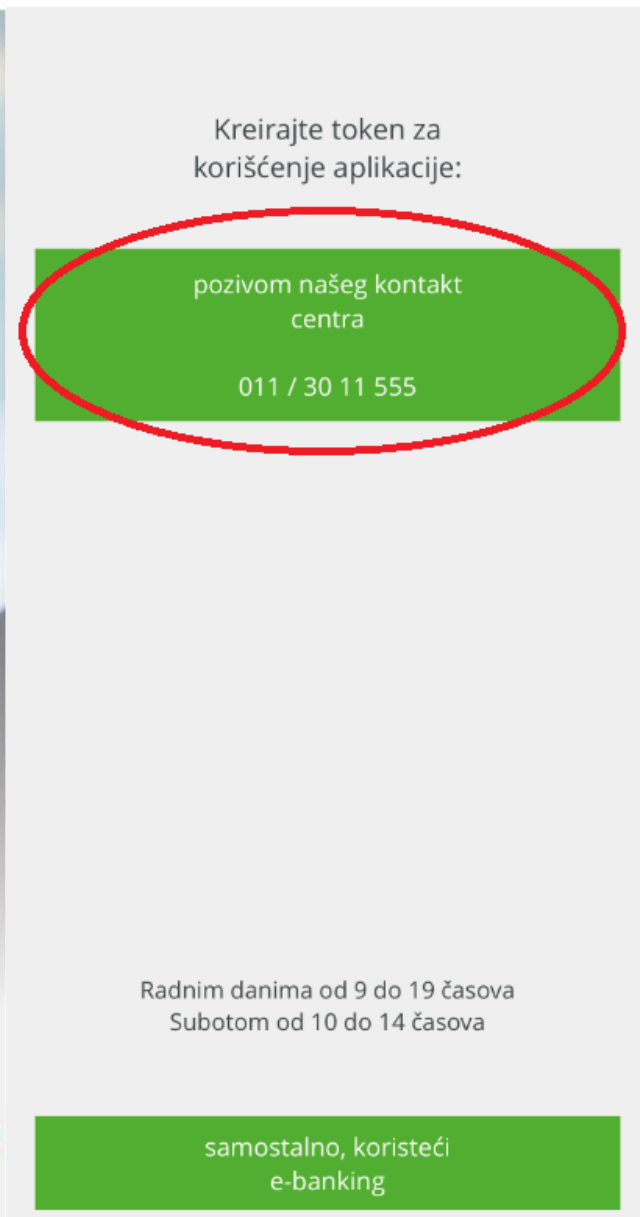 Kreirajte token za
korišćenje aplikacije:
pozivom našeg kontakt
centra
011 / 30 11 555
Radnim danima od 9 do 19 časova
Subotom od 10 do 14 časova
samostalno, koristeći
e-banking